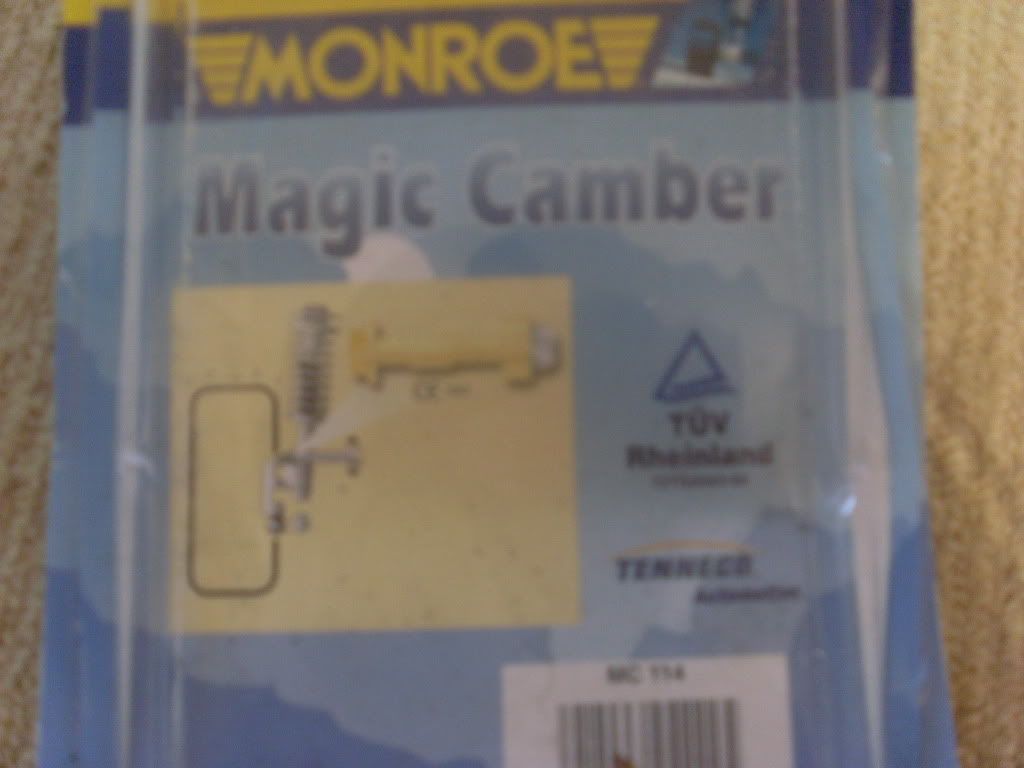 MONROE
Magic Camber
TÜV
Rheinland
TENNECO
Automotive
MC 114